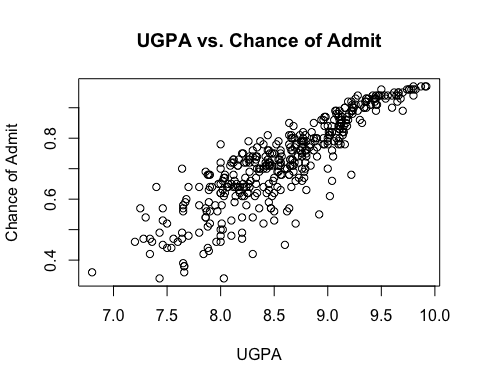 UGPA vs. Chance of Admit
Chance of Admit
0.8
0.6
0.4
7.0 7.5 8.0 8.5 9.0 9.5 10.0
UGPA